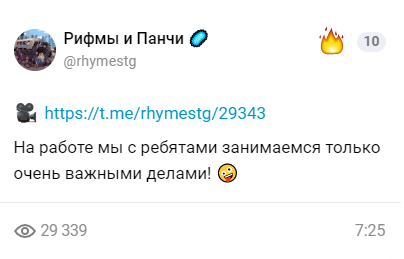 Рифмы и Панчи
10
@rhymestg
https://t.me/rhymestg/29343
На работе мы с ребятами занимаемся только
очень важными делами!
29 339
7:25